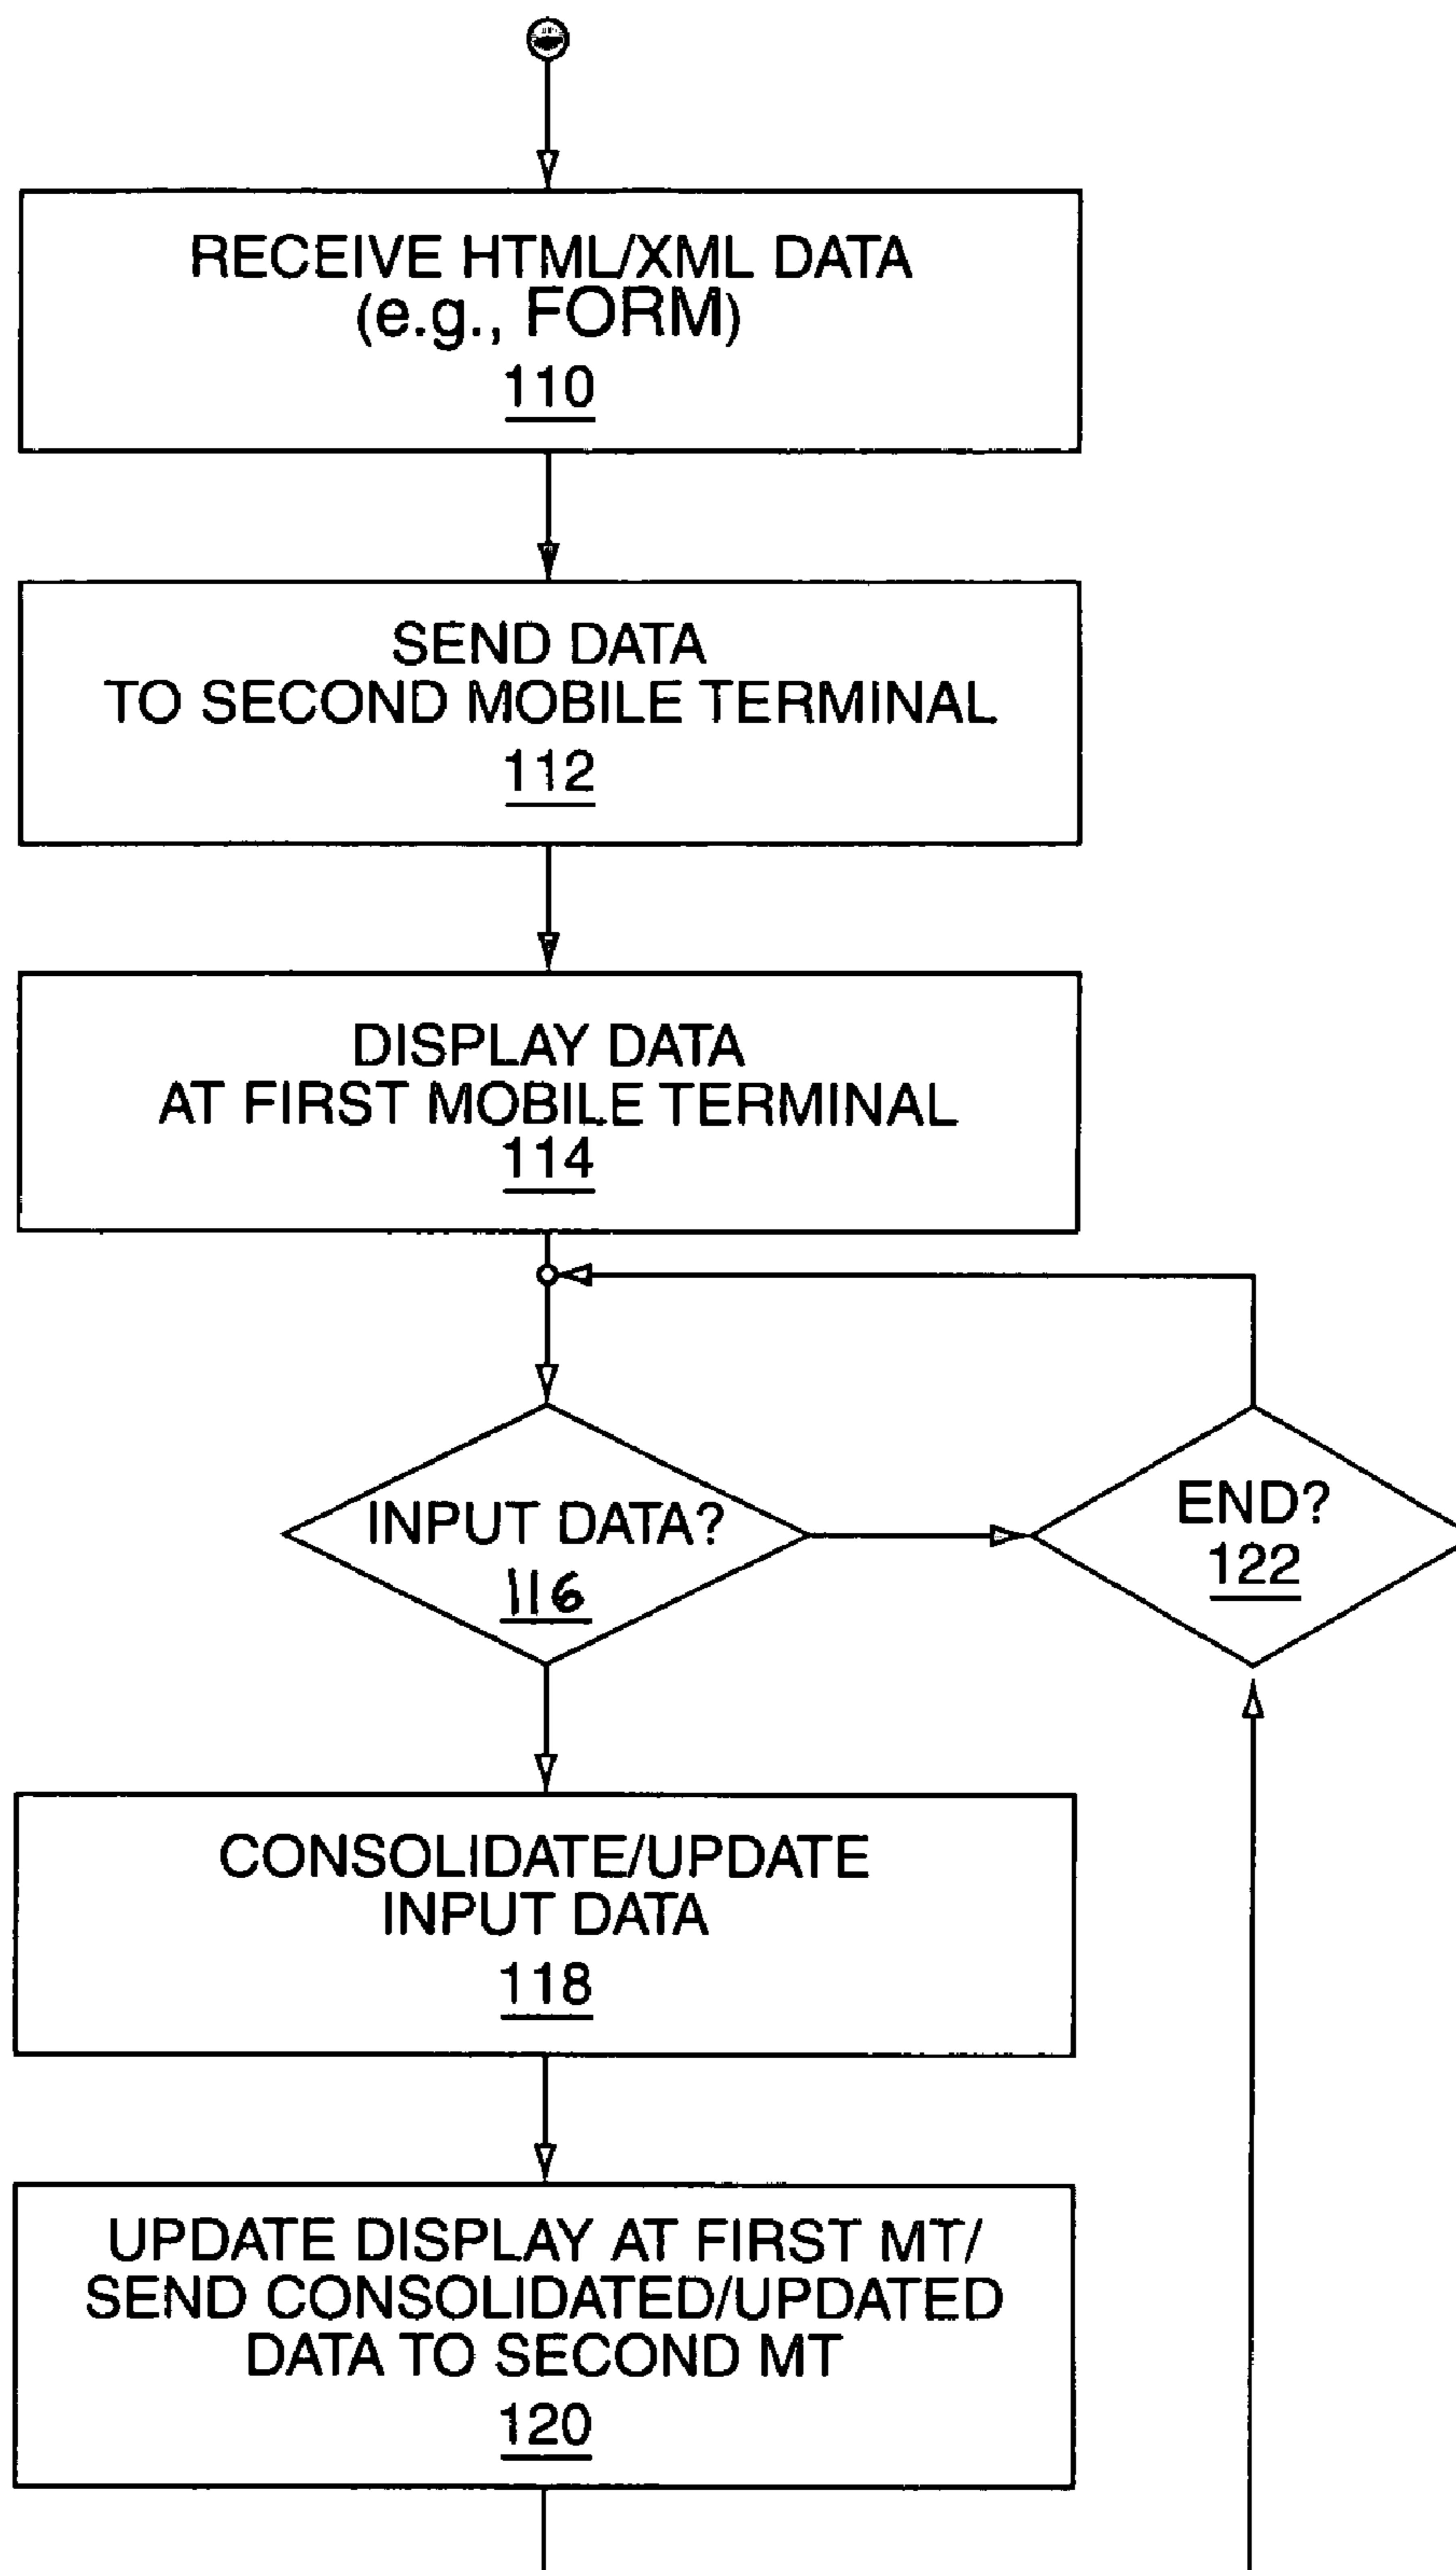 RECEIVE HTML/XML DATA
(e.g., FORM)
110
SEND DATA
TO SECOND MOBILE TERMINAL
112
DISPLAY DATA
AT FIRST MOBILE TERMINAL
114
INPUT DATA?
116
END?
122
CONSOLIDATE/UPDATE
INPUT DATA
118
UPDATE DISPLAY AT FIRST MT/
SEND CONSOLIDATED/UPDATED
DATA TO SECOND MT
120